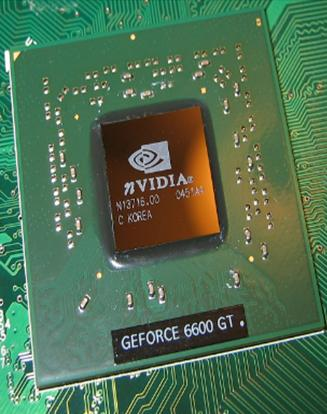 nVIDIA®
N13716.00 0451A4
C KOREA
GEFORCE 6600 GT